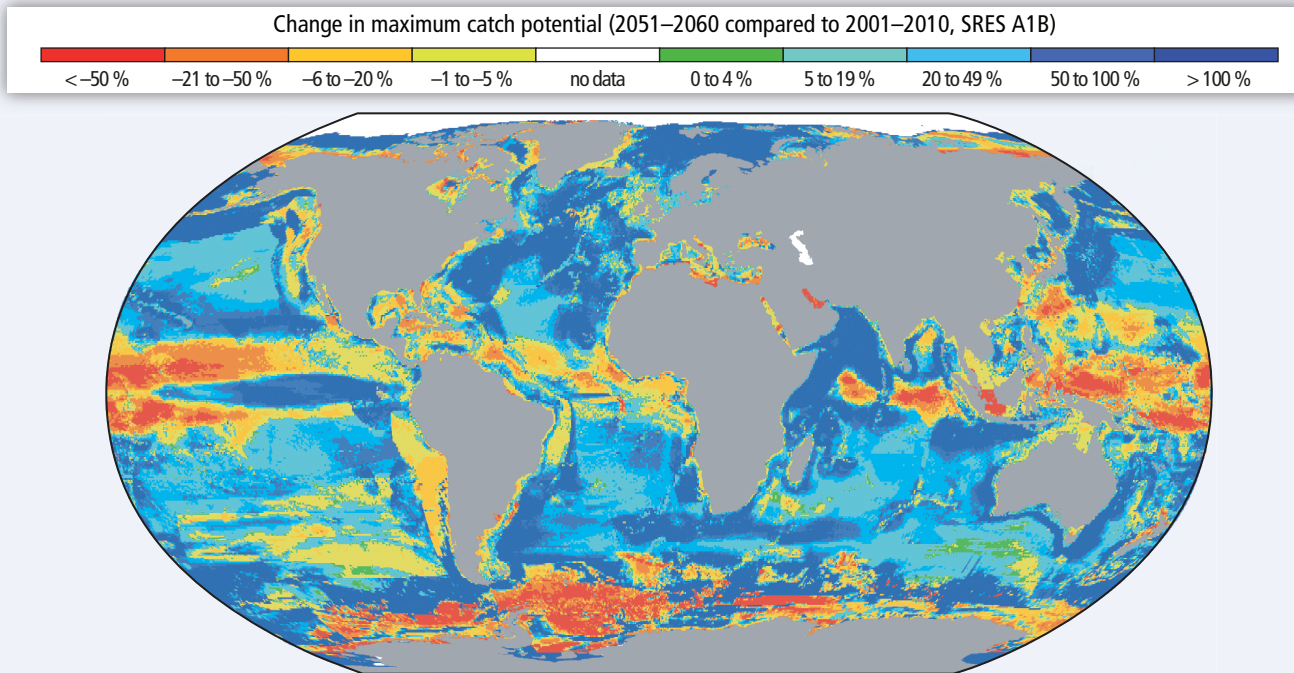 Change in maximum catch potential (2051–2060 compared to 2001–2010, SRES A1B)
< –50 % –21 to –50 % –6 to –20 % –1 to –5 % no data 0 to 4 % 5 to 19 % 20 to 49 % 50 to 100 % > 100 %